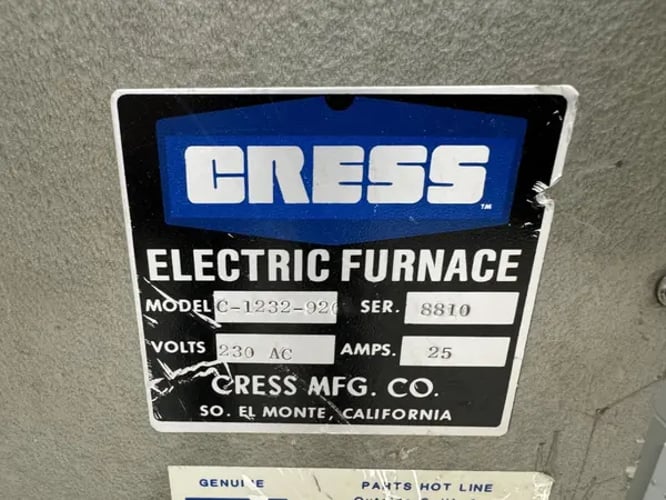 CRESS TM
ELECTRIC FURNACE
MODEL C-1232-920 SER. 8810
VOLTS 230 AC AMPS. 25
CRESS MFG. CO.
SO. EL MONTE, CALIFORNIA
GENUINE PARTS HOT LINE